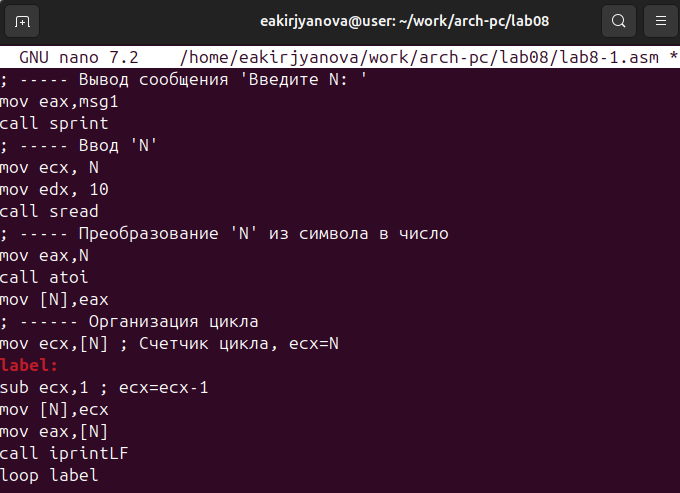 eakirjyanova@user: ~/work/arch-pc/lab08
GNU nano 7.2 /home/eakirjyanova/work/arch-pc/lab08/lab8-1.asm *
; ----- Вывод сообщения 'Введите N: '
mov eax,msg1
call sprint
; ----- Ввод 'N'
mov ecx, N
mov edx, 10
call sread
; ----- Преобразование 'N' из символа в число
mov eax,N
call atoi
mov [N],eax
; ------ Организация цикла
mov ecx,[N] ; Счетчик цикла, ecx=N
label:
sub ecx,1 ; ecx=ecx-1
mov [N],ecx
mov eax,[N]
call iprintLF
loop label